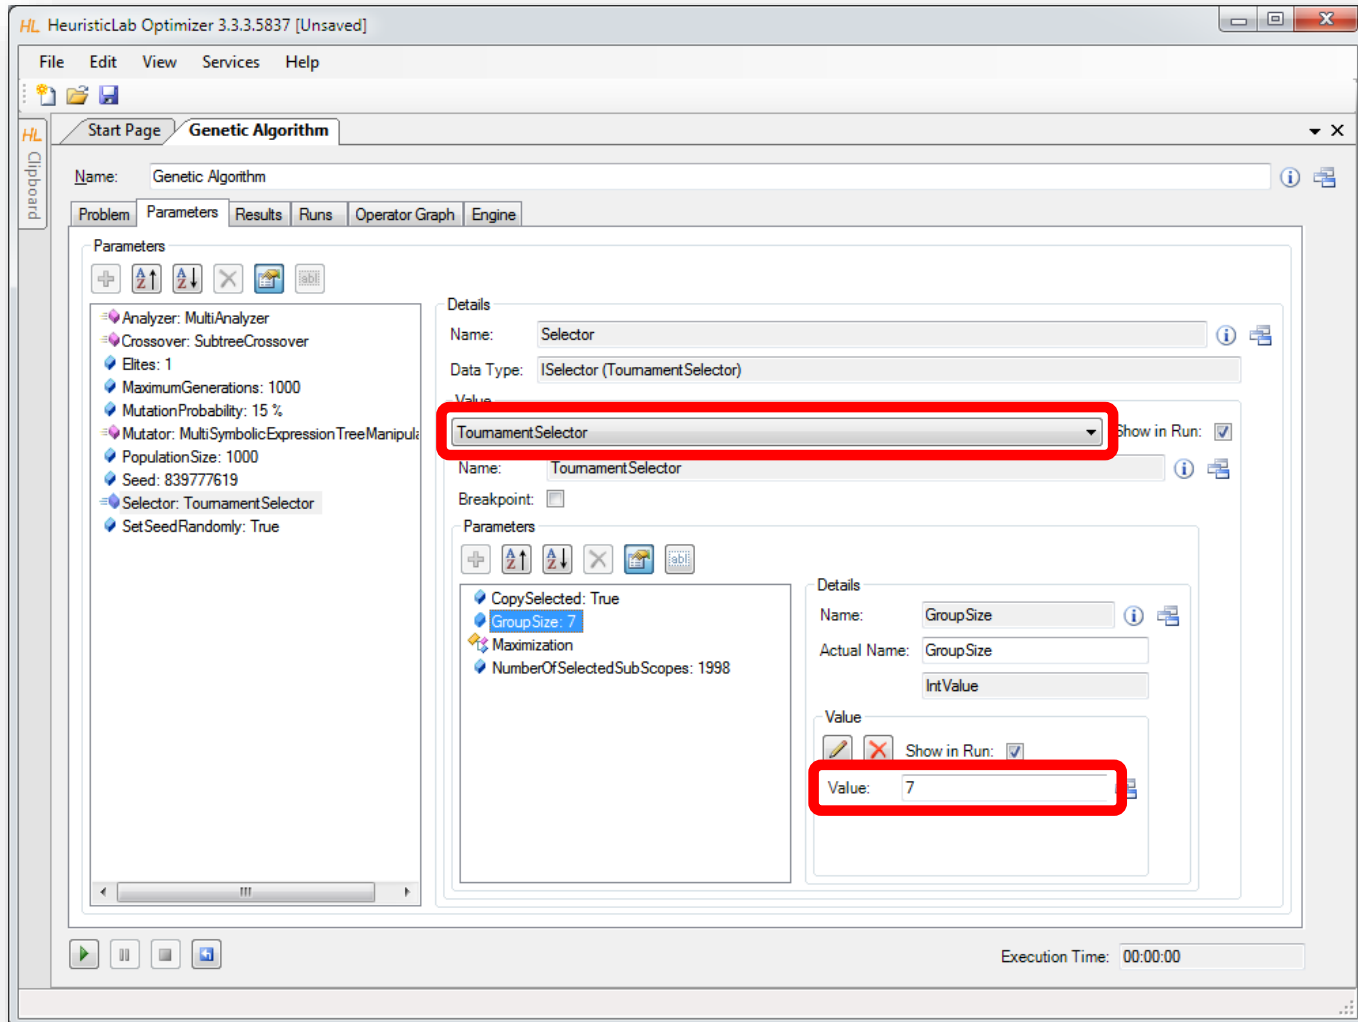 HL HeuristicLab Optimizer 3.3.3.5837 [Unsaved]
File Edit View Services Help
HL Clipboard
Start Page Genetic Algorithm
Name: Genetic Algorithm
Problem Parameters Results Runs Operator Graph Engine
Parameters
Analyzer: MultiAnalyzer
Crossover: SubtreeCrossover
Elites: 1
MaximumGenerations: 1000
MutationProbability: 15 %
Mutator: MultiSymbolicExpressionTreeManipula
PopulationSize: 1000
Seed: 839777619
Selector: TournamentSelector
SetSeedRandomly: True
Details
Name: Selector
Data Type: ISelector (TournamentSelector)
Value
TournamentSelector Show in Run:
Name: TournamentSelector
Breakpoint:
Parameters
CopySelected: True
GroupSize: 7
Maximization
NumberOfSelectedSubScopes: 1998
Details
Name: GroupSize
Actual Name: GroupSize
IntValue
Value
Show in Run:
Value: 7
Execution Time: 00:00:00